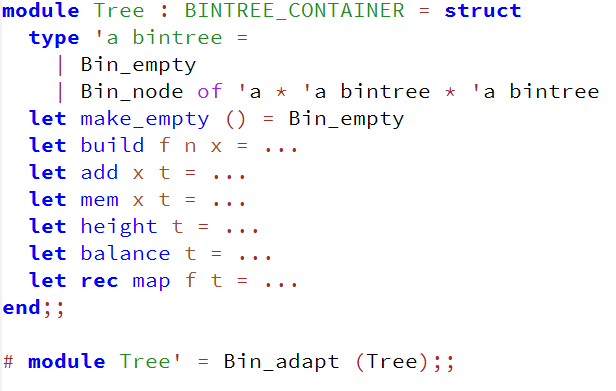 module Tree : BINTREE_CONTAINER = struct
  type 'a bintree =
    | Bin_empty
    | Bin_node of 'a * 'a bintree * 'a bintree
  let make_empty () = Bin_empty
  let build f n x = ...
  let add x t = ...
  let mem x t = ...
  let height t = ...
  let balance t = ...
  let rec map f t = ...
end;;

# module Tree' = Bin_adapt (Tree);;